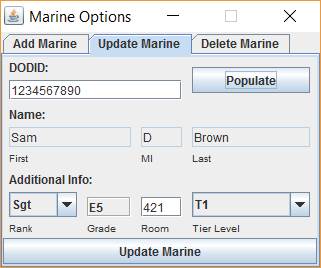 Marine Options
Add Marine Update Marine Delete Marine
DODID:
1234567890 Populate
Name:
Sam D Brown
First MI Last
Additional Info:
Sgt E5 421 T1
Rank Grade Room Tier Level
Update Marine